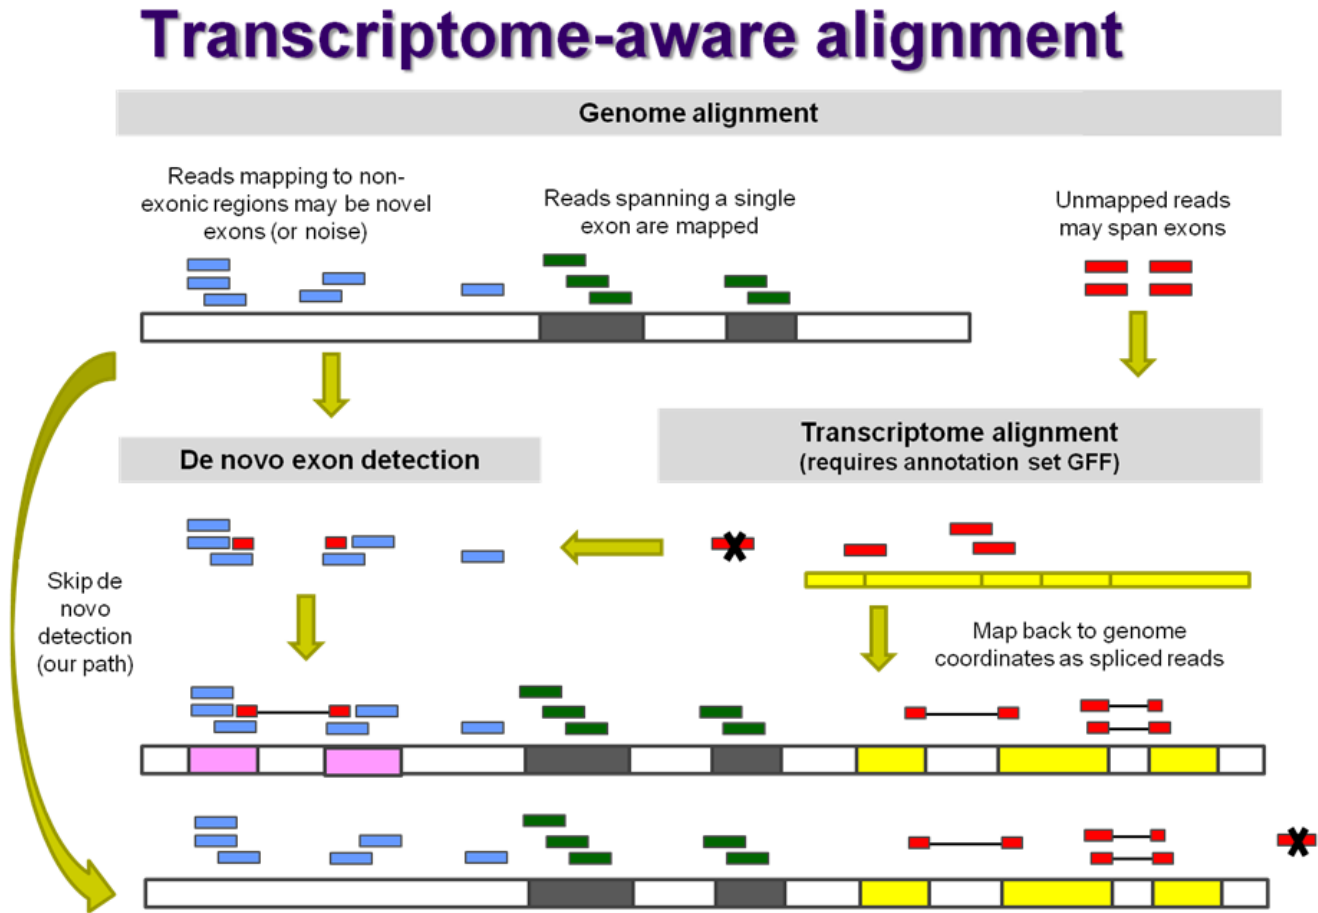 Transcriptome-aware alignment
Genome alignment
Reads mapping to non-
exonic regions may be novel
exons (or noise)
Reads spanning a single
exon are mapped
Unmapped reads
may span exons
De novo exon detection
Transcriptome alignment
(requires annotation set GFF)
Skip de
novo
detection
(our path)
Map back to genome
coordinates as spliced reads